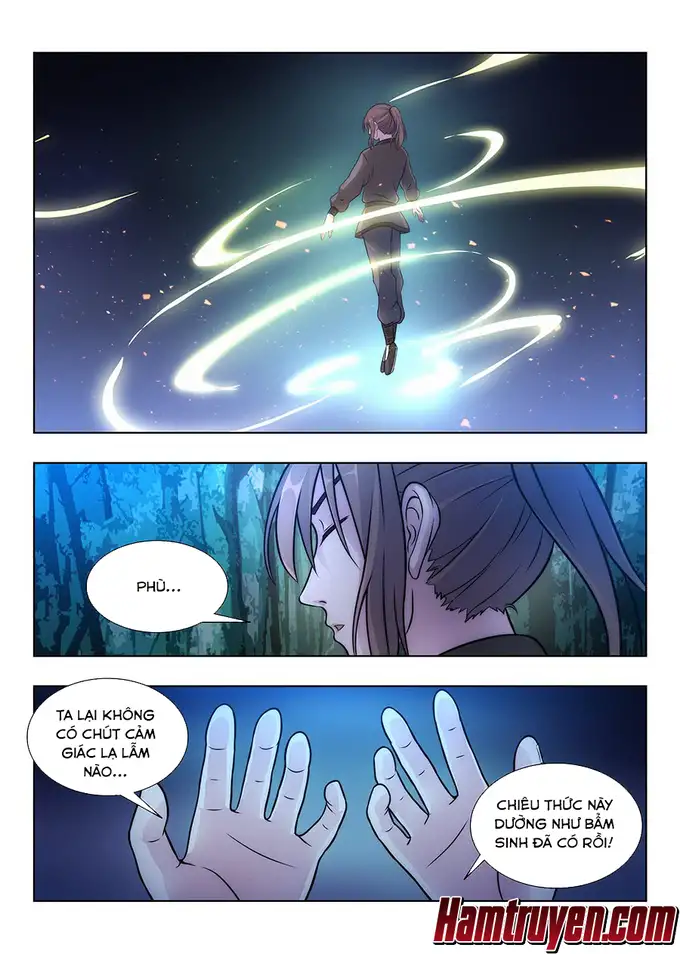 PHÙ...
TA LẠI KHÔNG
CÓ CHÚT CẢM
GIÁC LẠ LẪM
NÀO...
CHIÊU THỨC NÀY
DƯỜNG NHƯ BẨM
SINH ĐÃ CÓ RỒI!
Hamtruyen.com